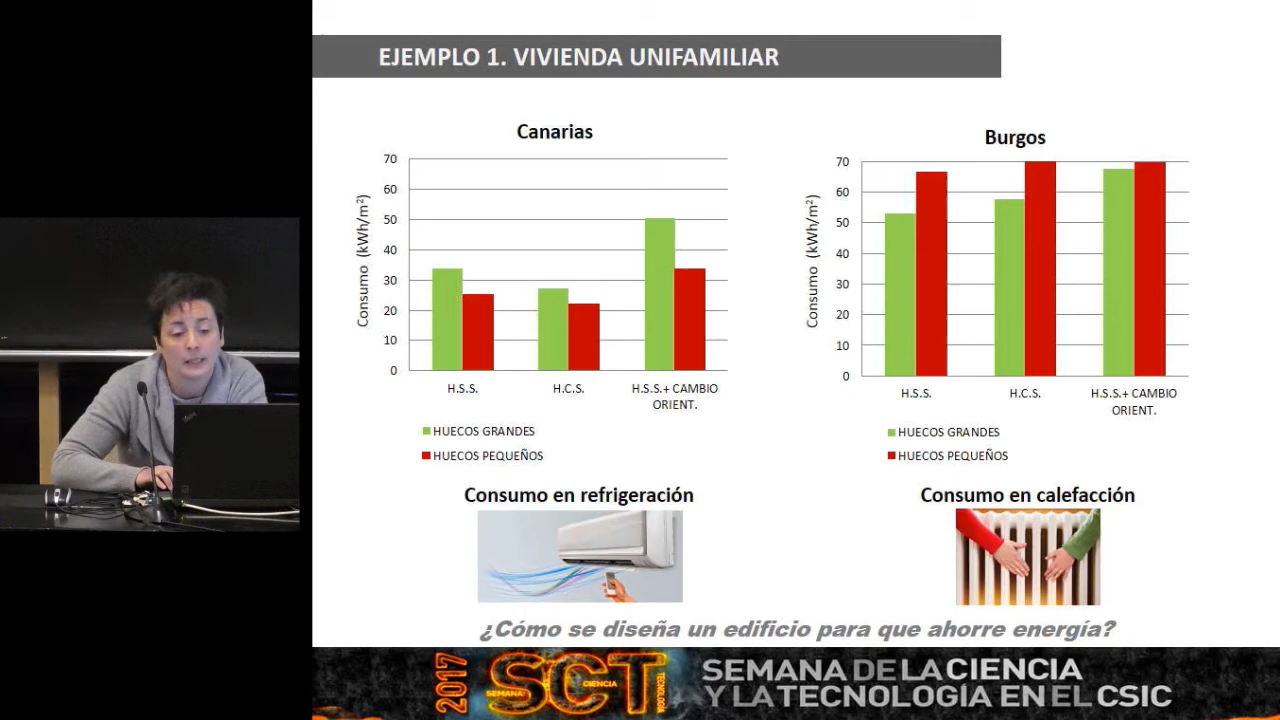 EJEMPLO 1. VIVIENDA UNIFAMILIAR
Canarias
Consumo (kWh/m²)
70
60
50
40
30
20
10
0
H.S.S.
H.C.S.
H.S.S.+ CAMBIO
ORIENT.
HUECOS GRANDES
HUECOS PEQUEÑOS
Consumo en refrigeración
Burgos
Consumo (kWh/m²)
70
60
50
40
30
20
10
0
H.S.S.
H.C.S.
H.S.S.+ CAMBIO
ORIENT.
HUECOS GRANDES
HUECOS PEQUEÑOS
Consumo en calefacción
¿Cómo se diseña un edificio para que ahorre energía?
2017
SCT
SEMANA
CIENCIA
TECNOLOGIA
SEMANA DE LA CIENCIA
Y LA TECNOLOGÍA EN EL CSIC